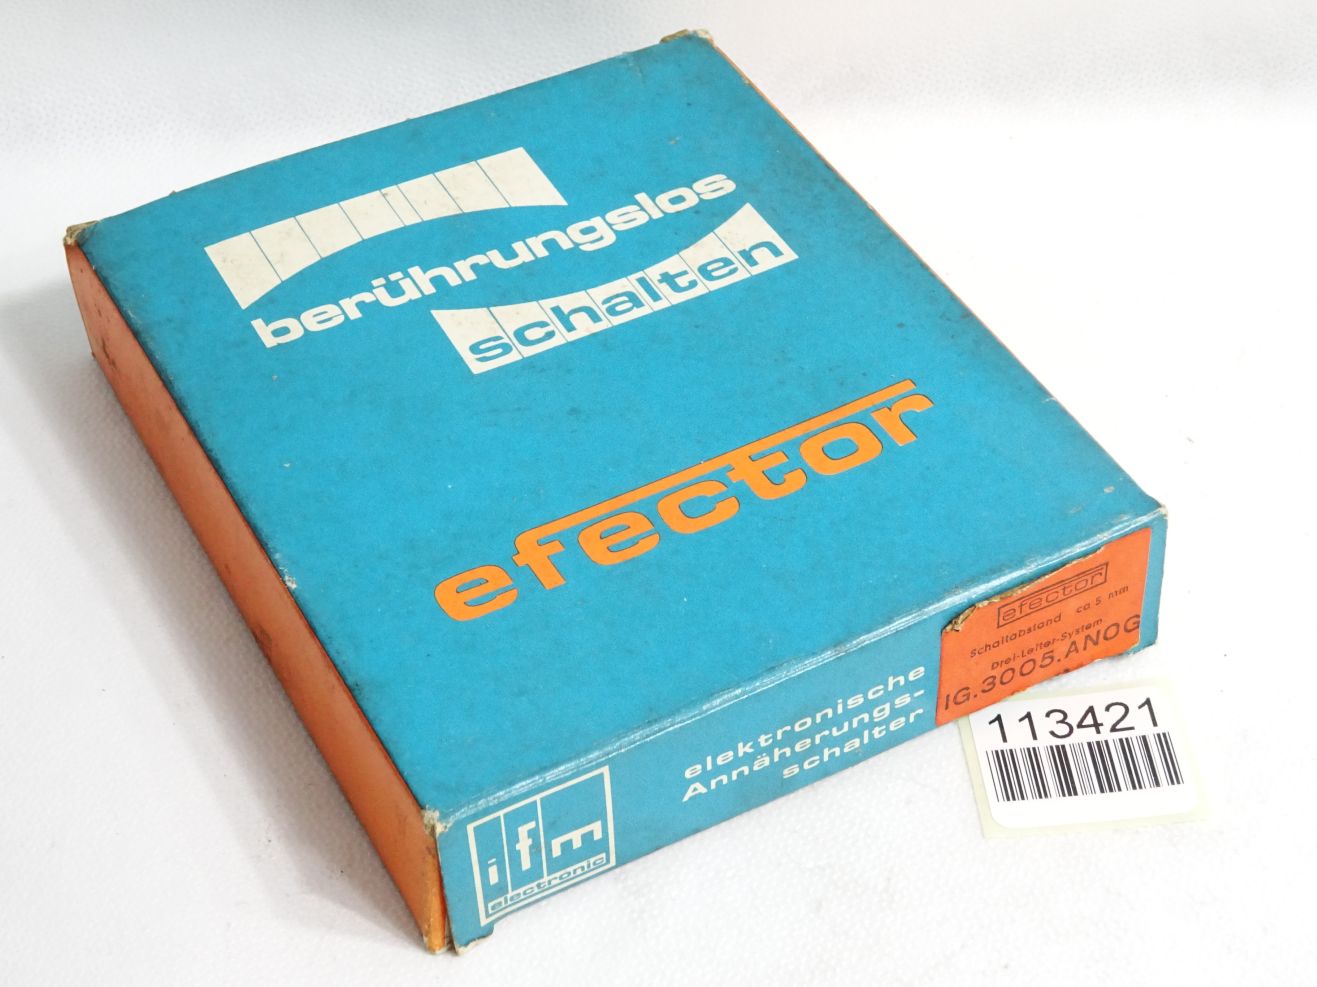 berührungslos
schalten
efector
efector
Schaltabstand ca 5 mm
Drei-Leiter-System
IG.3005.ANOG
elektronische
Annäherungs-
schalter
ifm
electronic
113421